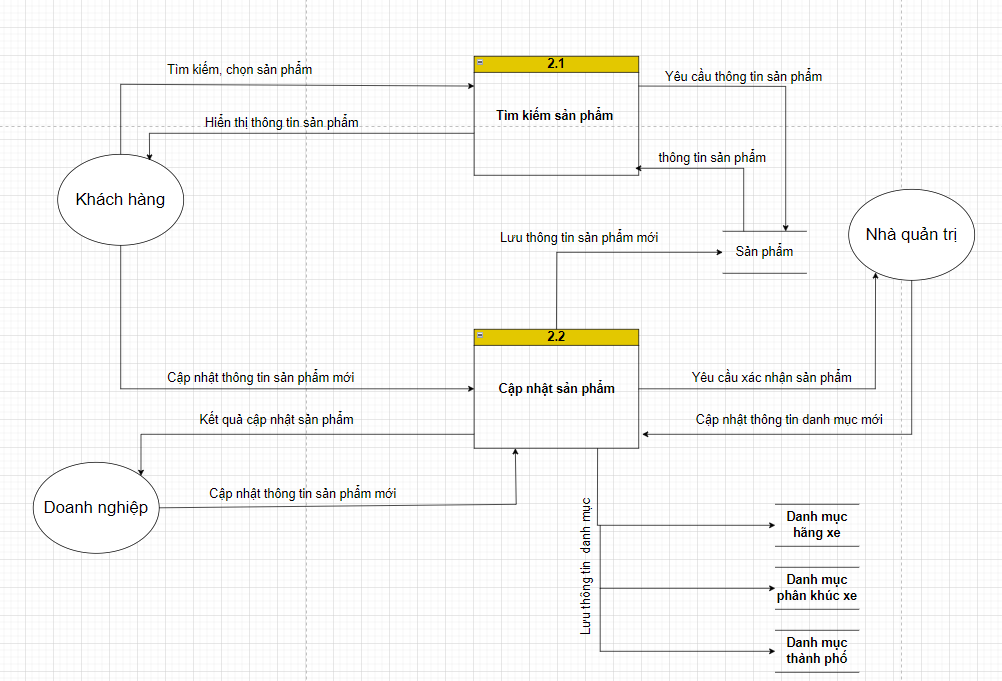 2.1
Tìm kiếm, chọn sản phẩm
Yêu cầu thông tin sản phẩm
Tìm kiếm sản phẩm
Hiển thị thông tin sản phẩm
thông tin sản phẩm
Khách hàng
Nhà quản trị
Lưu thông tin sản phẩm mới
Sản phẩm
2.2
Cập nhật thông tin sản phẩm mới
Cập nhật sản phẩm
Yêu cầu xác nhận sản phẩm
Kết quả cập nhật sản phẩm
Cập nhật thông tin danh mục mới
Cập nhật thông tin sản phẩm mới
Doanh nghiệp
Lưu thông tin danh mục
Danh mục
hãng xe
Danh mục
phân khúc xe
Danh mục
thành phố